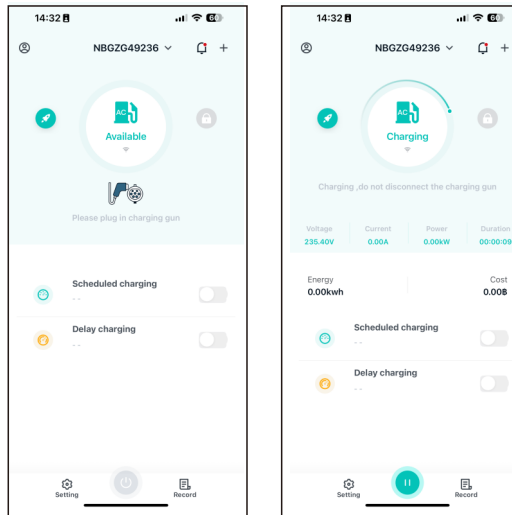 14:32
60
NBGZG49236
AC
Available
Please plug in charging gun
Scheduled charging
- -
Delay charging
- -
Setting
Record
14:32
60
NBGZG49236
AC
Charging
Charging ,do not disconnect the charging gun
Voltage Current Power Duration
235.40V 0.00A 0.00kW 00:00:09
Energy Cost
0.00kwh 0.00฿
Scheduled charging
- -
Delay charging
- -
Setting
Record